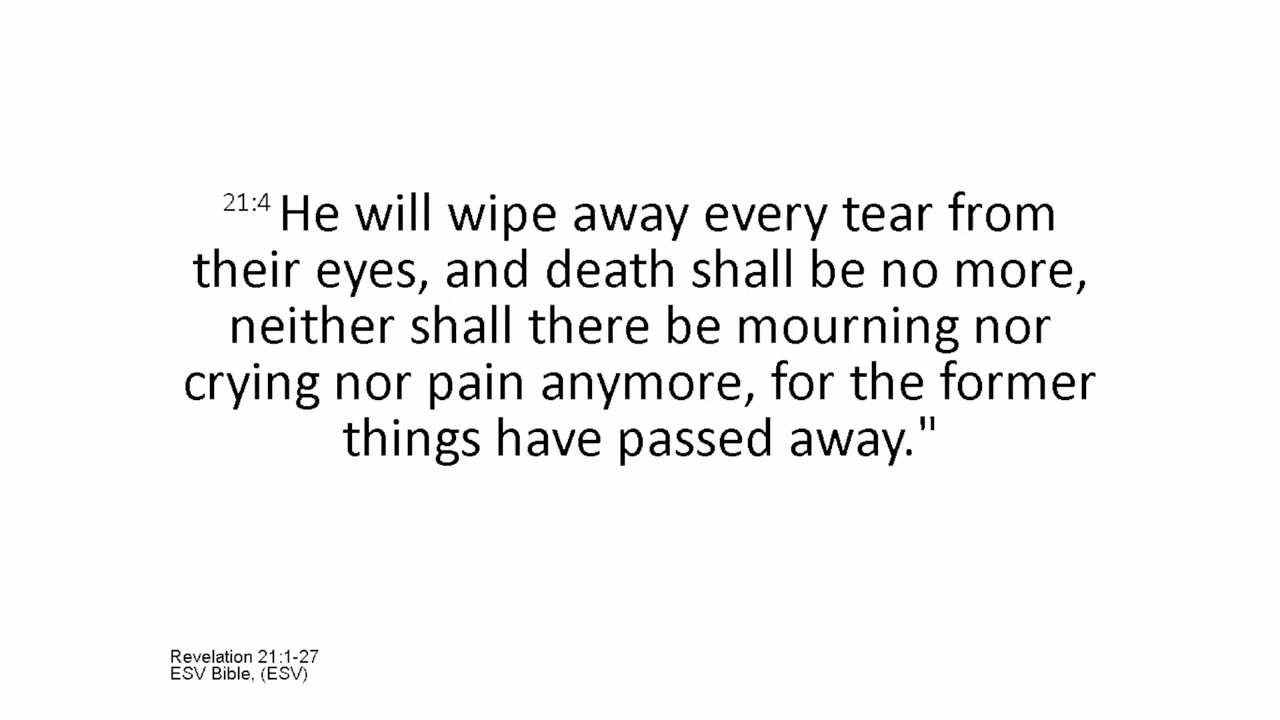 21:4 He will wipe away every tear from
their eyes, and death shall be no more,
neither shall there be mourning nor
crying nor pain anymore, for the former
things have passed away."
Revelation 21:1-27
ESV Bible, (ESV)